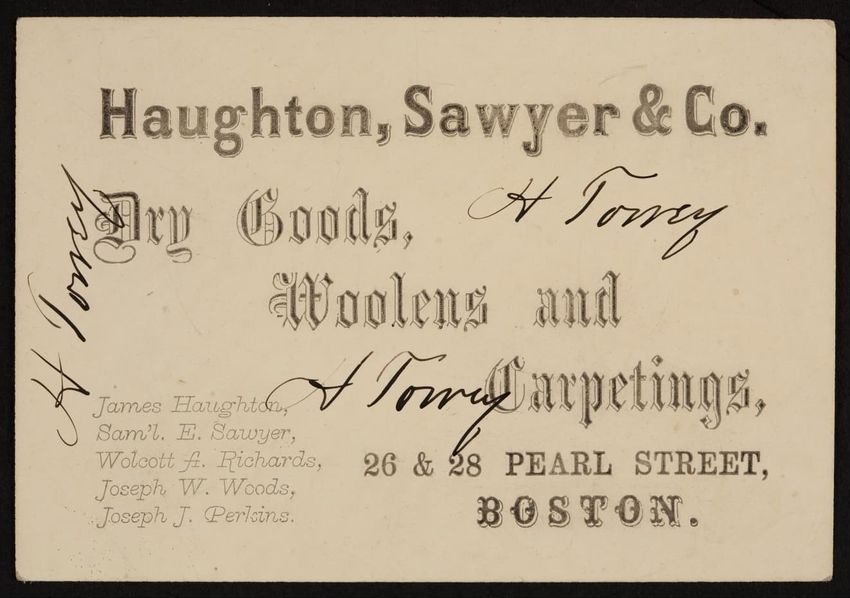 Haughton, Sawyer & Co.
Dry Goods,
H Torrey
Woolens and
Carpetings,
H Torrey
H Torrey
James Haughton,
Sam'l. E. Sawyer,
Wolcott A. Richards,
Joseph W. Woods,
Joseph J. Perkins.
26 & 28 PEARL STREET,
BOSTON.